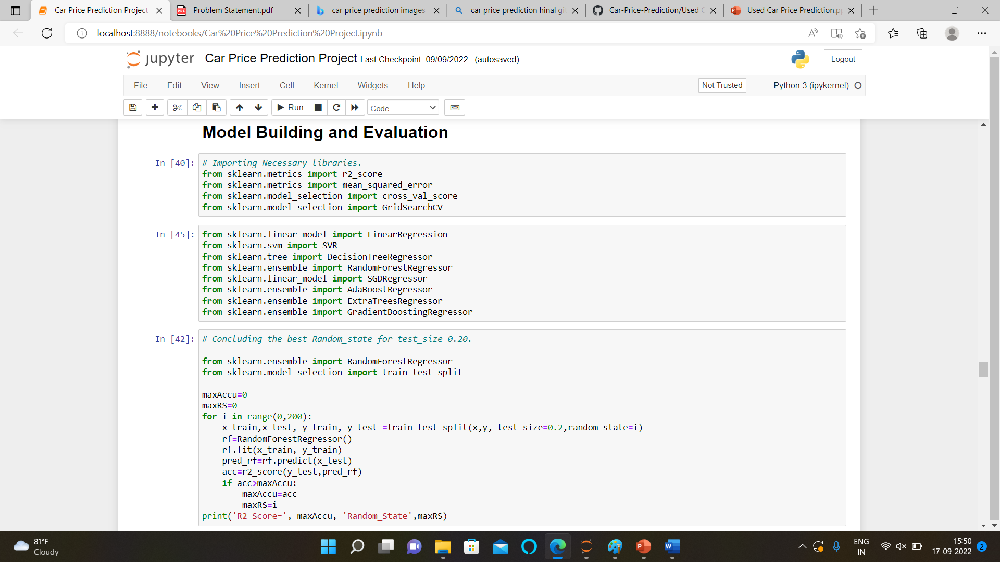 Car Price Prediction Project
Problem Statement.pdf
car price prediction images
car price prediction hinal git
Car-Price-Prediction/Used C
Used Car Price Prediction.pp
localhost:8888/notebooks/Car%20Price%20Prediction%20Project.ipynb
jupyter Car Price Prediction Project Last Checkpoint: 09/09/2022 (autosaved)
Logout
File Edit View Insert Cell Kernel Widgets Help
Not Trusted
Python 3 (ipykernel)
Run
Code
Model Building and Evaluation
In [40]:
# Importing Necessary libraries.
from sklearn.metrics import r2_score
from sklearn.metrics import mean_squared_error
from sklearn.model_selection import cross_val_score
from sklearn.model_selection import GridSearchCV
In [45]:
from sklearn.linear_model import LinearRegression
from sklearn.svm import SVR
from sklearn.tree import DecisionTreeRegressor
from sklearn.ensemble import RandomForestRegressor
from sklearn.linear_model import SGDRegressor
from sklearn.ensemble import AdaBoostRegressor
from sklearn.ensemble import ExtraTreesRegressor
from sklearn.ensemble import GradientBoostingRegressor
In [42]:
# Concluding the best Random_state for test_size 0.20.
from sklearn.ensemble import RandomForestRegressor
from sklearn.model_selection import train_test_split
maxAccu=0
maxRS=0
for i in range(0,200):
    x_train,x_test, y_train, y_test =train_test_split(x,y, test_size=0.2,random_state=i)
    rf=RandomForestRegressor()
    rf.fit(x_train, y_train)
    pred_rf=rf.predict(x_test)
    acc=r2_score(y_test,pred_rf)
    if acc>maxAccu:
        maxAccu=acc
        maxRS=i
print('R2 Score=', maxAccu, 'Random_State',maxRS)
81°F
Cloudy
ENG
IN
15:50
17-09-2022
2